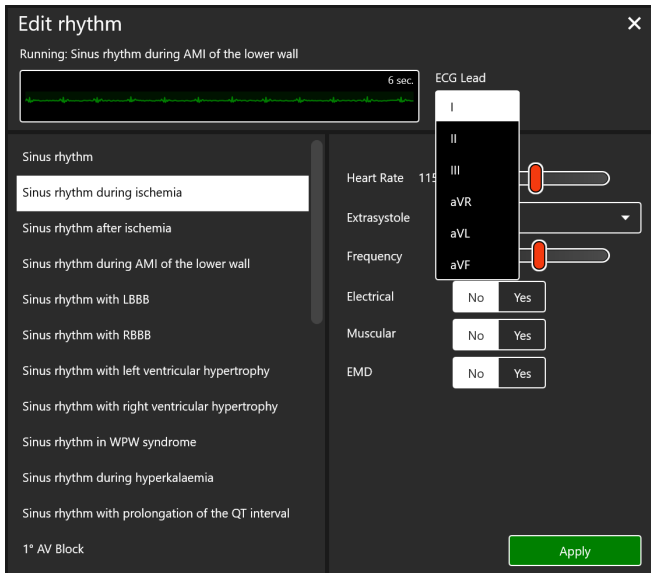 Edit rhythm
Running: Sinus rhythm during AMI of the lower wall
6 sec.
ECG Lead
I
II
III
aVR
aVL
aVF
Sinus rhythm
Sinus rhythm during ischemia
Sinus rhythm after ischemia
Sinus rhythm during AMI of the lower wall
Sinus rhythm with LBBB
Sinus rhythm with RBBB
Sinus rhythm with left ventricular hypertrophy
Sinus rhythm with right ventricular hypertrophy
Sinus rhythm in WPW syndrome
Sinus rhythm during hyperkalaemia
Sinus rhythm with prolongation of the QT interval
1° AV Block
Heart Rate 115
Extrasystole
Frequency
Electrical No Yes
Muscular No Yes
EMD No Yes
Apply